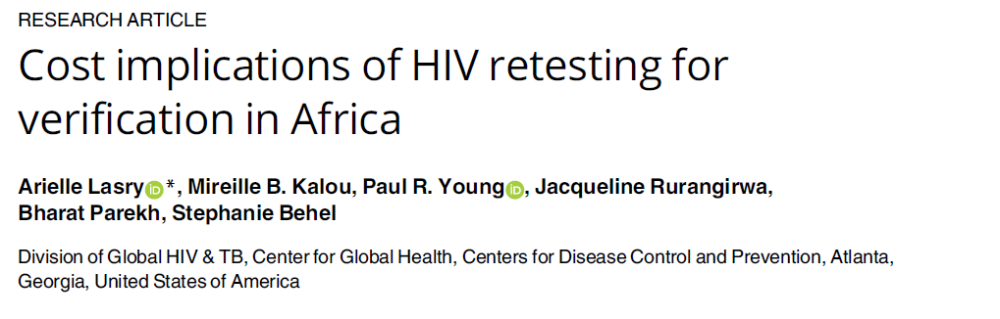 RESEARCH ARTICLE
Cost implications of HIV retesting for
verification in Africa
Arielle Lasry iD*, Mireille B. Kalou, Paul R. Young iD, Jacqueline Rurangirwa,
Bharat Parekh, Stephanie Behel
Division of Global HIV & TB, Center for Global Health, Centers for Disease Control and Prevention, Atlanta,
Georgia, United States of America